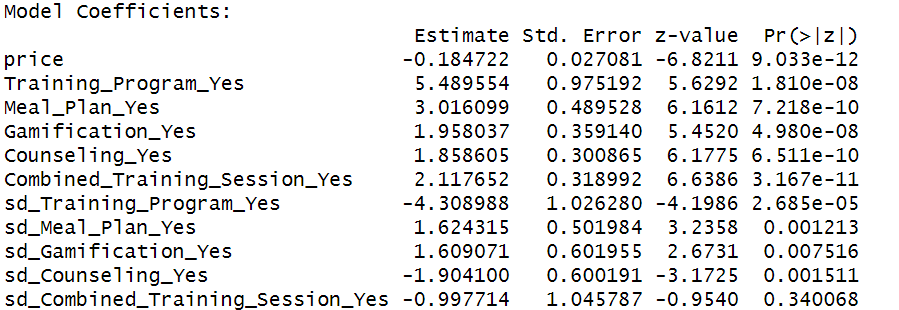 Model Coefficients:
Estimate Std. Error z-value Pr(>|z|)
price -0.184722 0.027081 -6.8211 9.033e-12
Training_Program_Yes 5.489554 0.975192 5.6292 1.810e-08
Meal_Plan_Yes 3.016099 0.489528 6.1612 7.218e-10
Gamification_Yes 1.958037 0.359140 5.4520 4.980e-08
Counseling_Yes 1.858605 0.300865 6.1775 6.511e-10
Combined_Training_Session_Yes 2.117652 0.318992 6.6386 3.167e-11
sd_Training_Program_Yes -4.308988 1.026280 -4.1986 2.685e-05
sd_Meal_Plan_Yes 1.624315 0.501984 3.2358 0.001213
sd_Gamification_Yes 1.609071 0.601955 2.6731 0.007516
sd_Counseling_Yes -1.904100 0.600191 -3.1725 0.001511
sd_Combined_Training_Session_Yes -0.997714 1.045787 -0.9540 0.340068